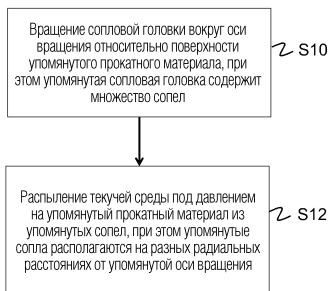 Вращение сопловой головки вокруг оси
вращения относительно поверхности
упомянутого прокатного материала, при
этом упомянутая сопловая головка содержит
множество сопел
S10
Распыление текучей среды под давлением
на упомянутый прокатный материал из
упомянутых сопел, при этом упомянутые
сопла располагаются на разных радиальных
расстояниях от упомянутой оси вращения
S12